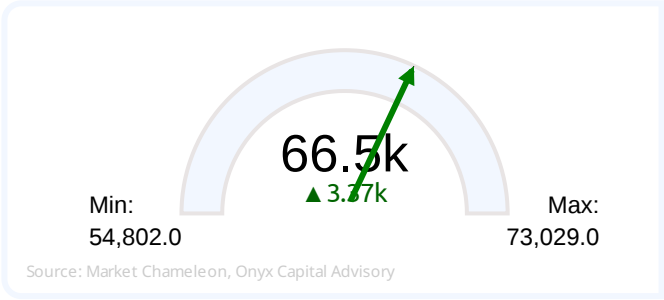 66.5k
▲3.37k
Min:
54,802.0
Max:
73,029.0
Source: Market Chameleon, Onyx Capital Advisory